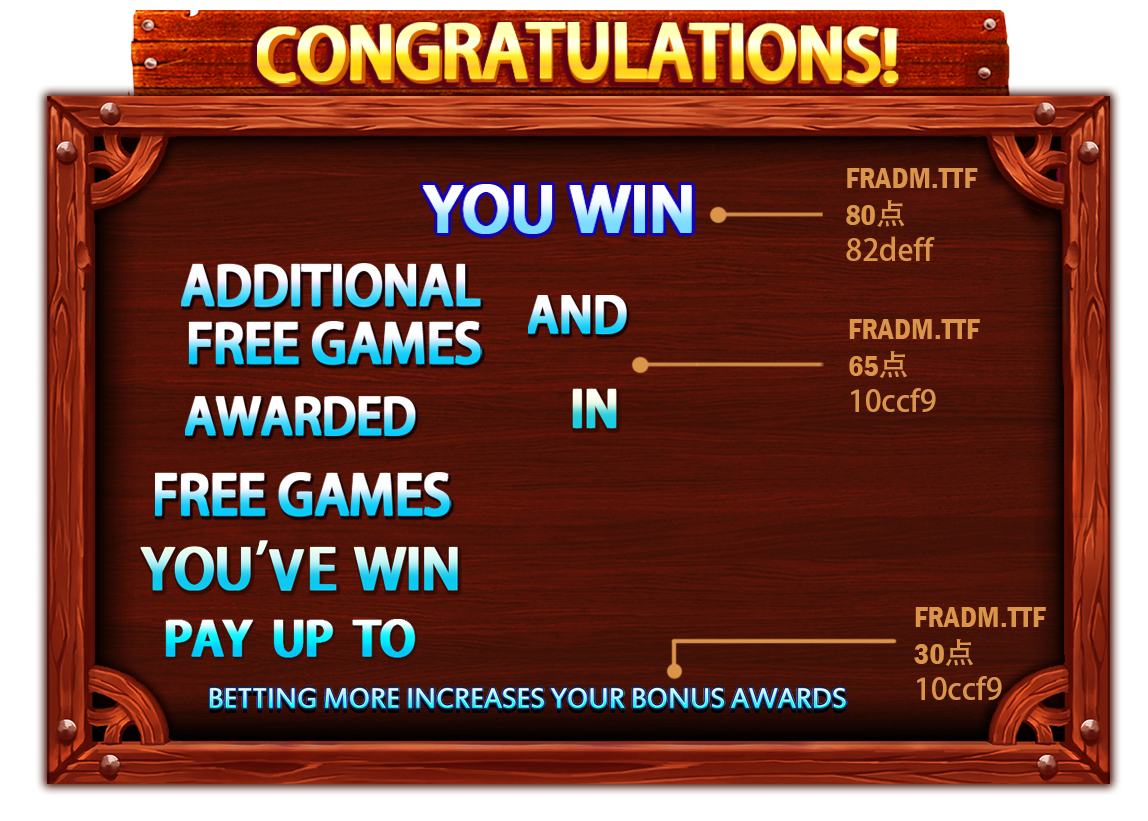 CONGRATULATIONS!
YOU WIN
FRADM.TTF
80点
82deff
ADDITIONAL
FREE GAMES
AND
FRADM.TTF
65点
10ccf9
AWARDED
IN
FREE GAMES
YOU'VE WIN
PAY UP TO
FRADM.TTF
30点
10ccf9
BETTING MORE INCREASES YOUR BONUS AWARDS